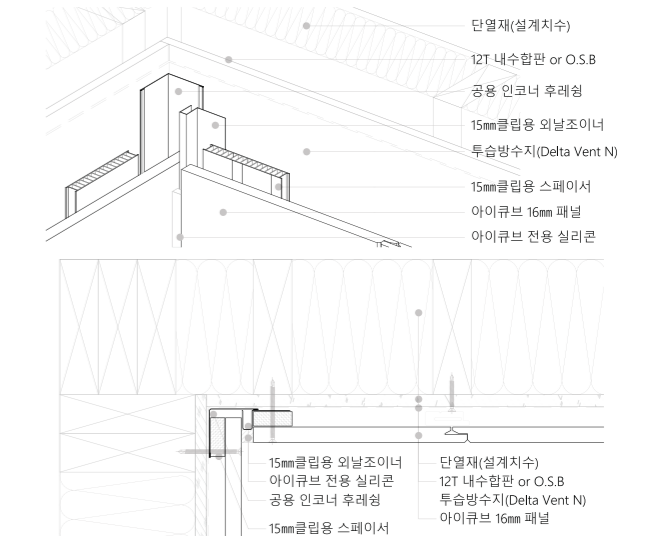 단열재(설계치수)
12T 내수합판 or O.S.B
공용 인코너 후레슁
15㎜클립용 외날조이너
투습방수지(Delta Vent N)
15㎜클립용 스페이서
아이큐브 16㎜ 패널
아이큐브 전용 실리콘
15㎜클립용 외날조이너
아이큐브 전용 실리콘
공용 인코너 후레슁
15㎜클립용 스페이서
단열재(설계치수)
12T 내수합판 or O.S.B
투습방수지(Delta Vent N)
아이큐브 16㎜ 패널